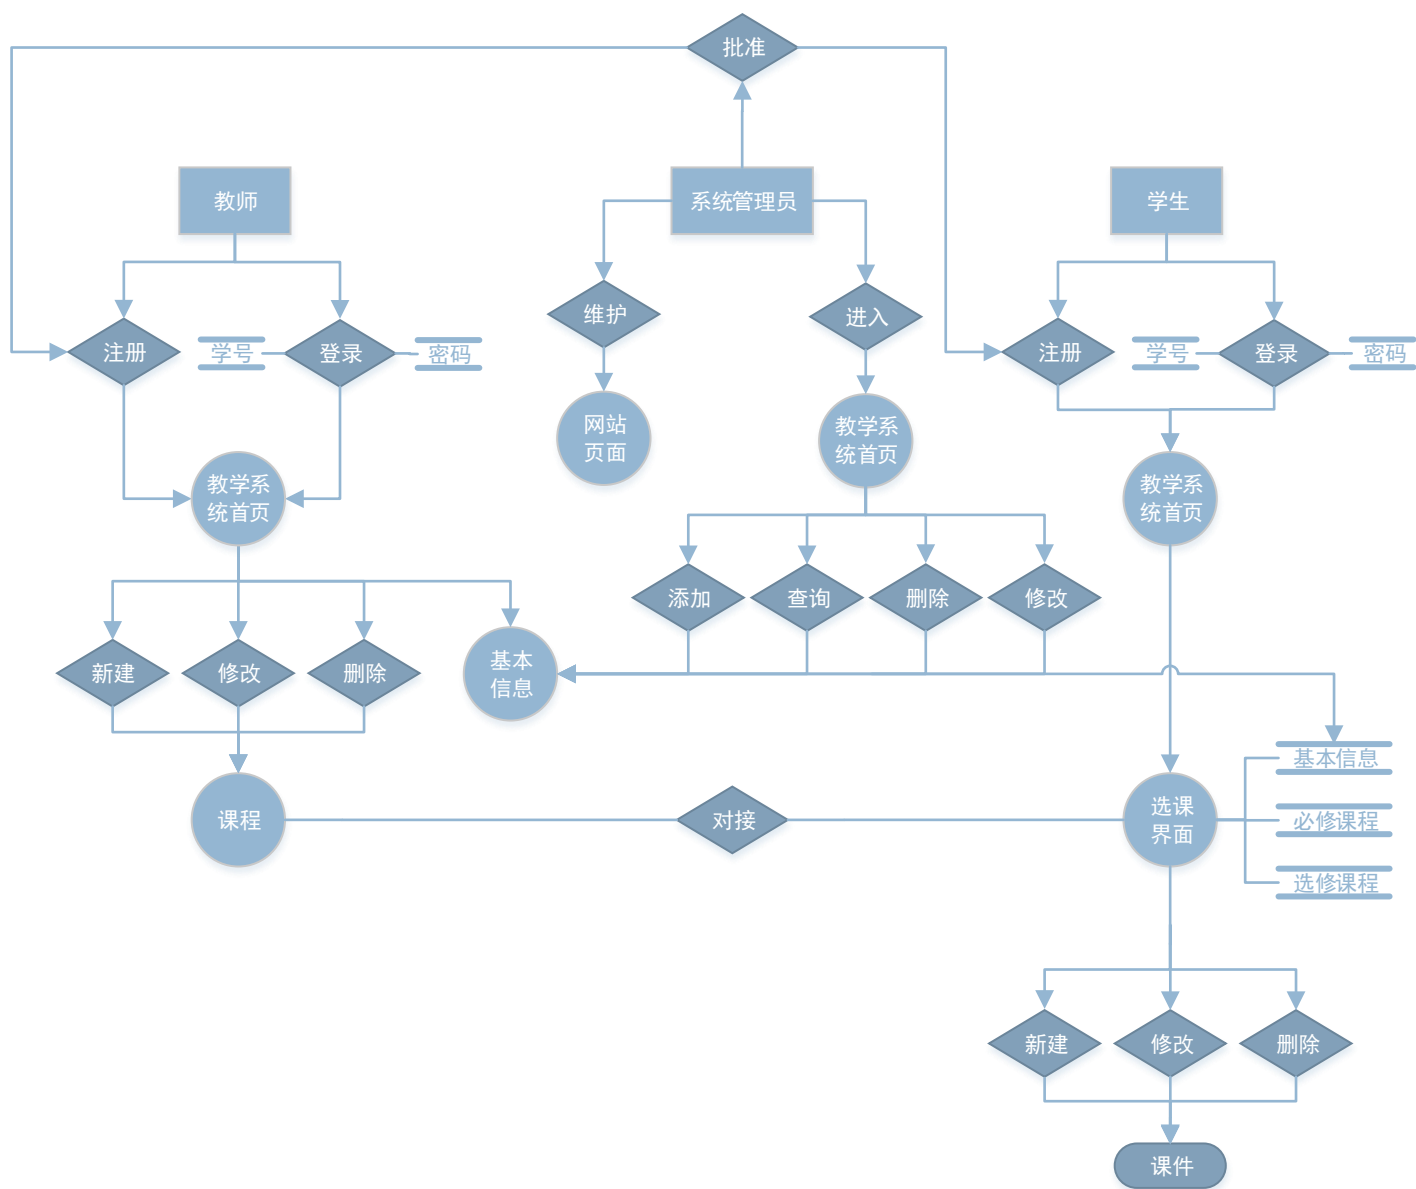 批准
教师
系统管理员
学生
维护
进入
注册
学号
登录
密码
注册
学号
登录
密码
网站
页面
教学系
统首页
教学系
统首页
教学系
统首页
添加
查询
删除
修改
新建
修改
删除
基本
信息
基本信息
课程
对接
选课
界面
必修课程
选修课程
新建
修改
删除
课件